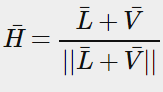 H̄ = (L̄ + V̄) / ||L̄ + V̄||